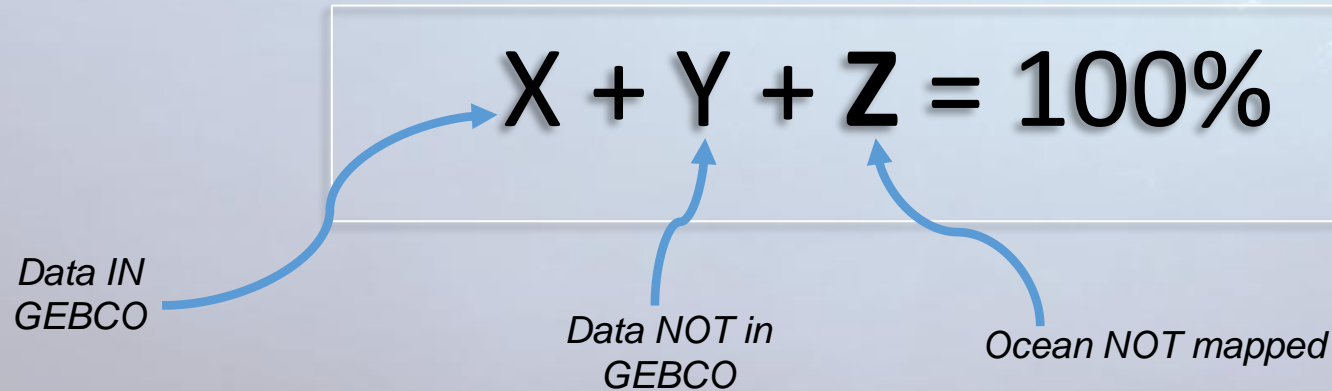 X + Y + Z = 100%
Data IN
GEBCO
Data NOT in
GEBCO
Ocean NOT mapped